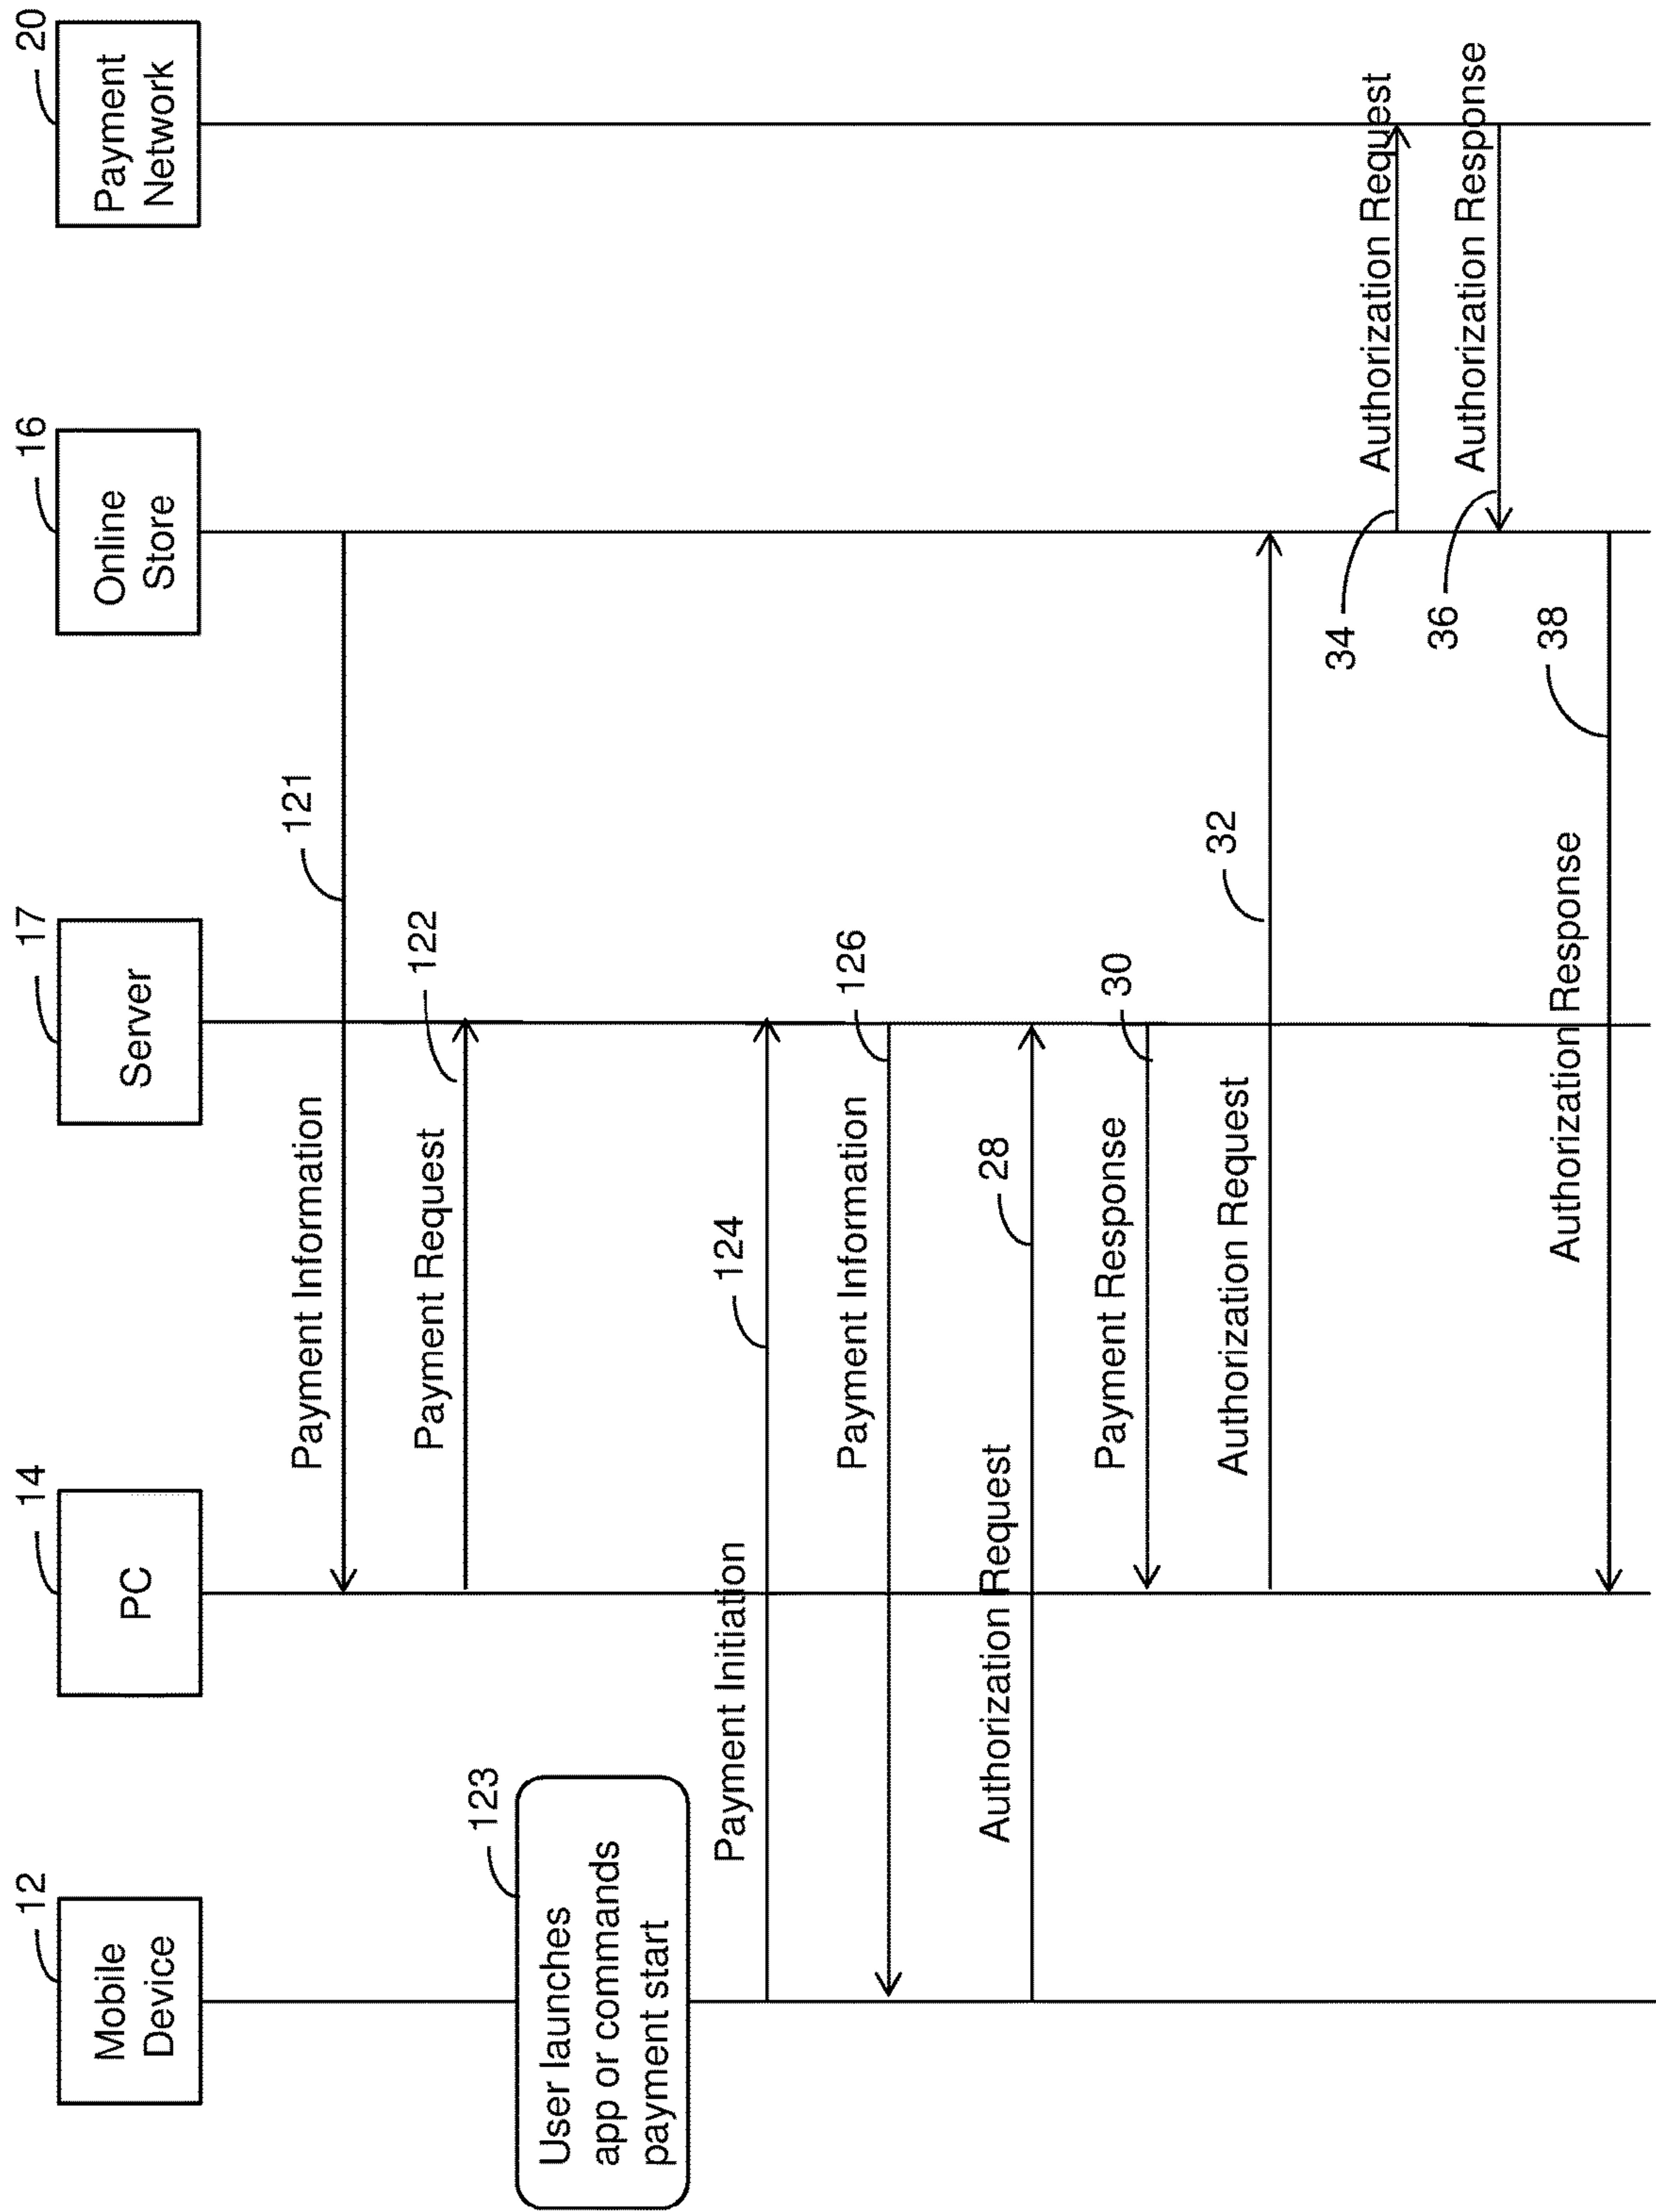 12
Mobile
Device
14
PC
17
Server
16
Online
Store
20
Payment
Network
121
Payment Information
122
Payment Request
123
User launches
app or commands
payment start
124
Payment Initiation
126
Payment Information
28
Authorization Request
30
Payment Response
32
Authorization Request
34
Authorization Request
36
Authorization Response
38
Authorization Response